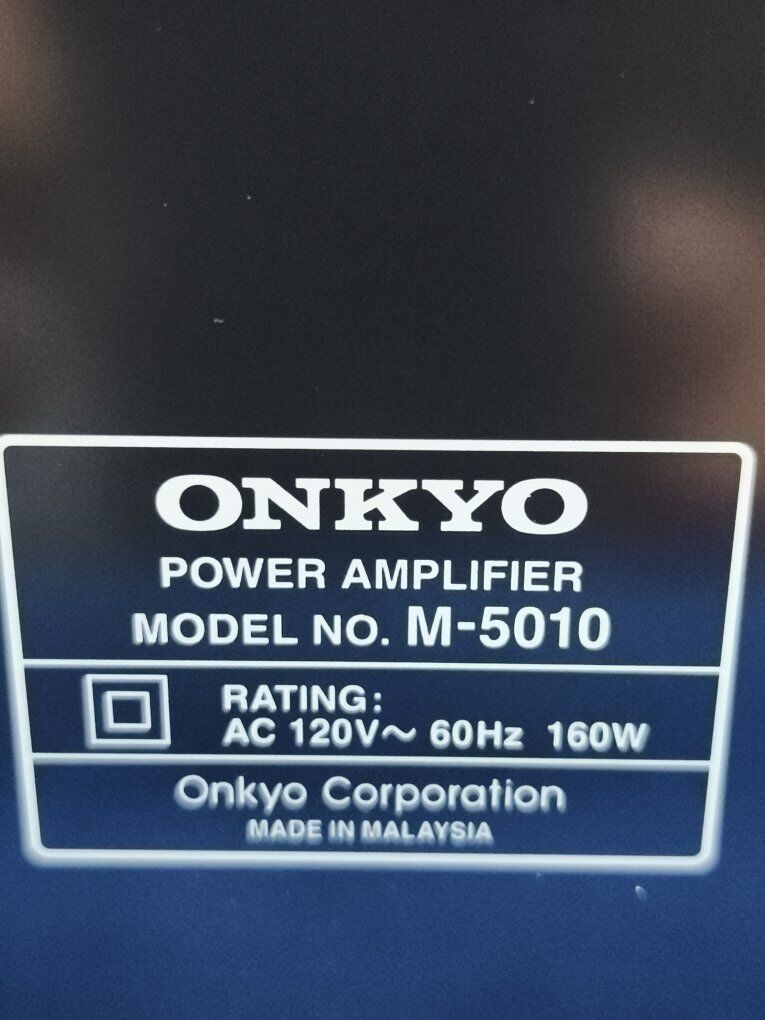 ONKYO
POWER AMPLIFIER
MODEL NO. M-5010
RATING:
AC 120V~ 60Hz 160W
Onkyo Corporation
MADE IN MALAYSIA